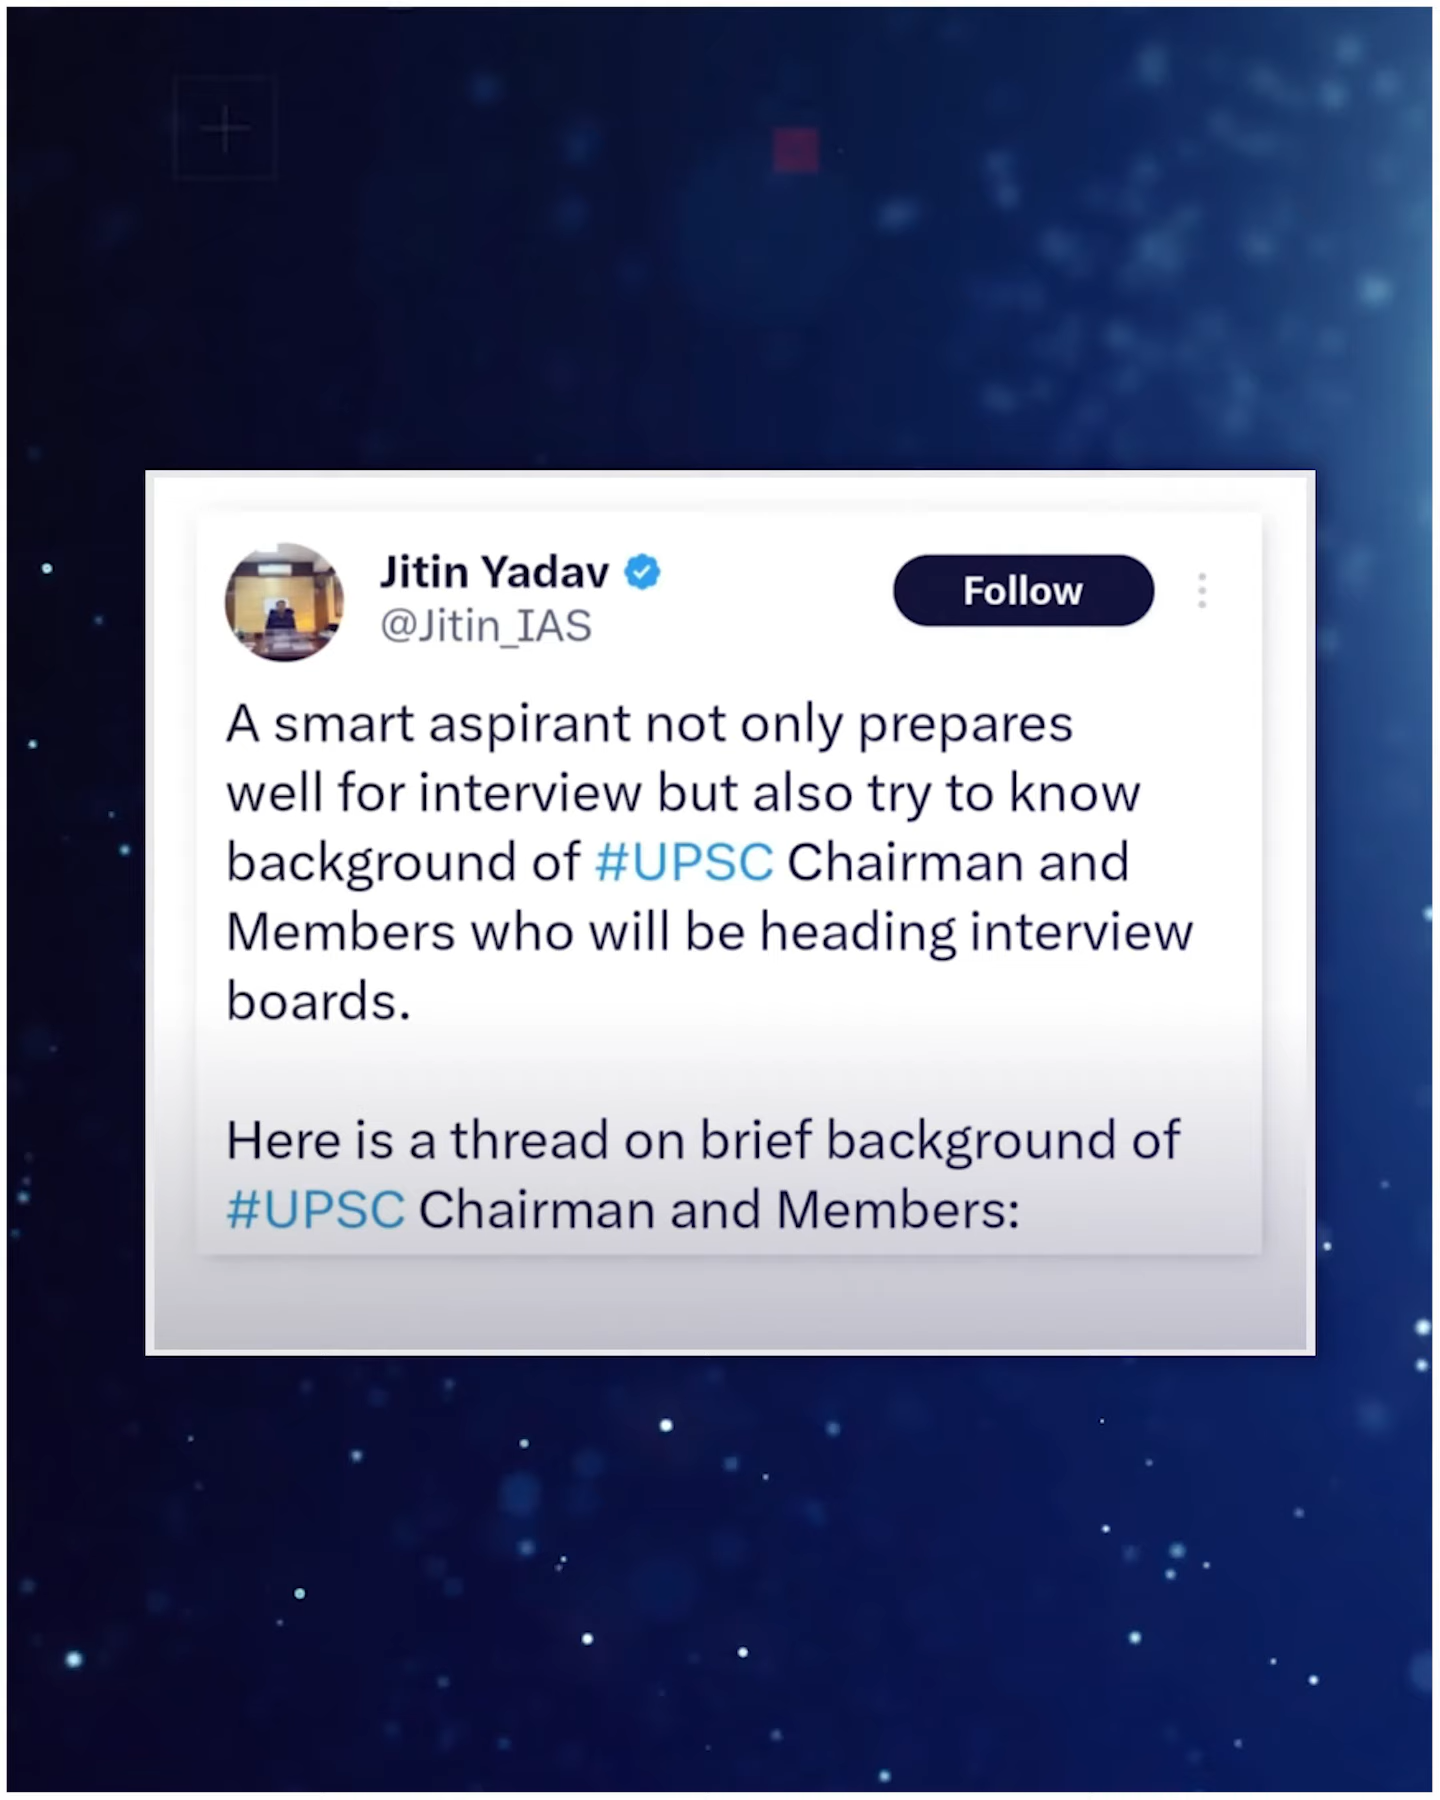 Jitin Yadav
@Jitin_IAS
Follow
A smart aspirant not only prepares
well for interview but also try to know
background of #UPSC Chairman and
Members who will be heading interview
boards.
Here is a thread on brief background of
#UPSC Chairman and Members: